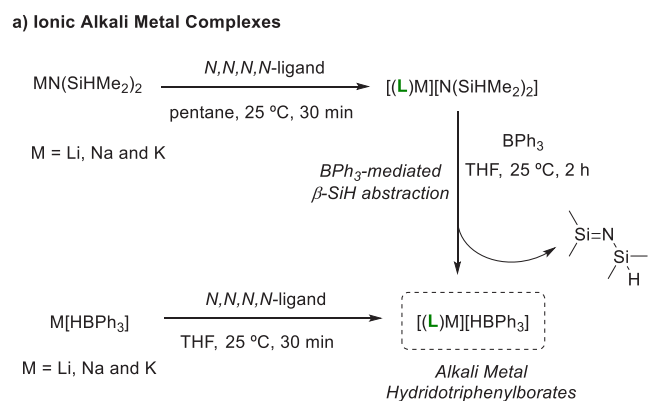 a) Ionic Alkali Metal Complexes
MN(SiHMe₂)₂
N,N,N,N-ligand
pentane, 25 ºC, 30 min
[(L)M][N(SiHMe₂)₂]
M = Li, Na and K
BPh₃-mediated
β-SiH abstraction
BPh₃
THF, 25 ºC, 2 h
Si=N
Si
H
M[HBPh₃]
N,N,N,N-ligand
THF, 25 ºC, 30 min
[(L)M][HBPh₃]
M = Li, Na and K
Alkali Metal
Hydridotriphenylborates